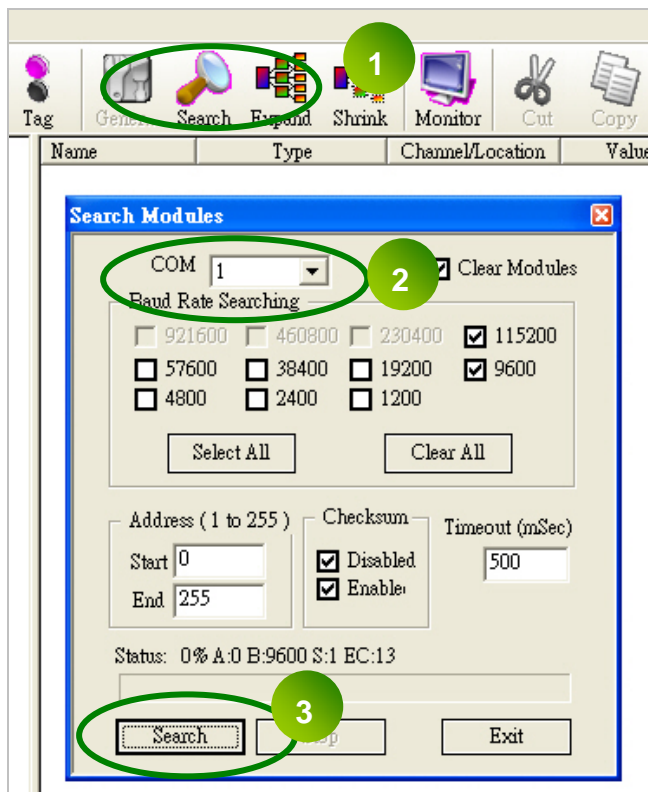 1
Tag Search Expand Shrink Monitor Cut Copy
Name Type Channel/Location Value
Search Modules
COM 1 2 Clear Modules
Baud Rate Searching
921600 460800 230400 115200
57600 38400 19200 9600
4800 2400 1200
Select All Clear All
Address ( 1 to 255 ) Checksum Timeout (mSec)
Start 0 Disabled 500
End 255 Enable
Status: 0% A:0 B:9600 S:1 EC:13
3
Search Exit